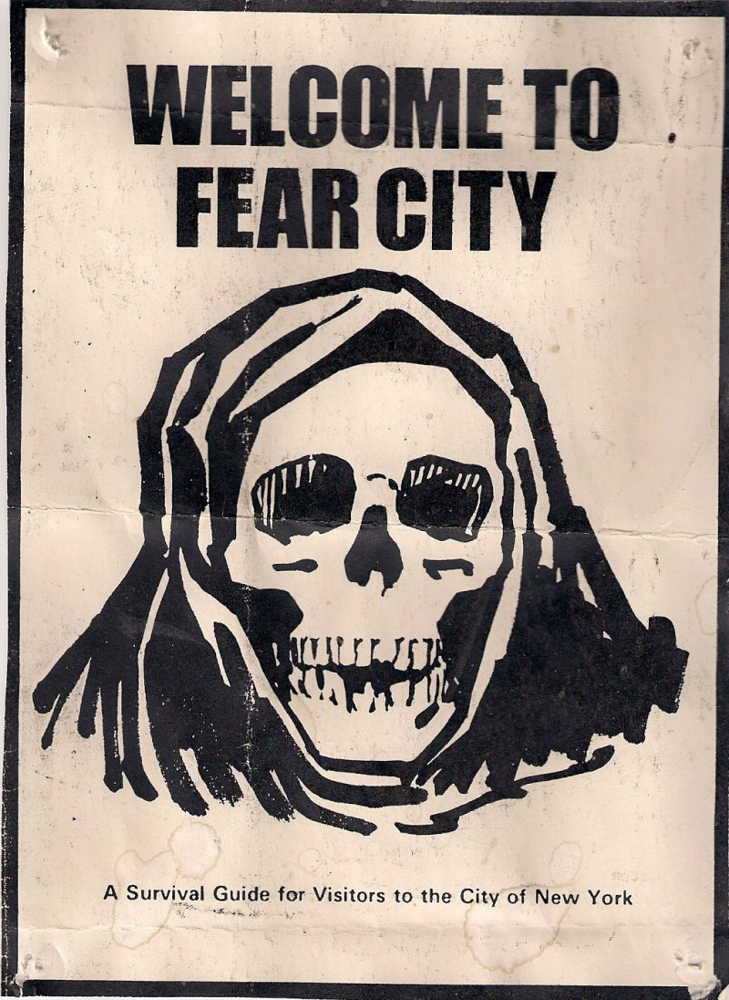 WELCOME TO
FEAR CITY
A Survival Guide for Visitors to the City of New York